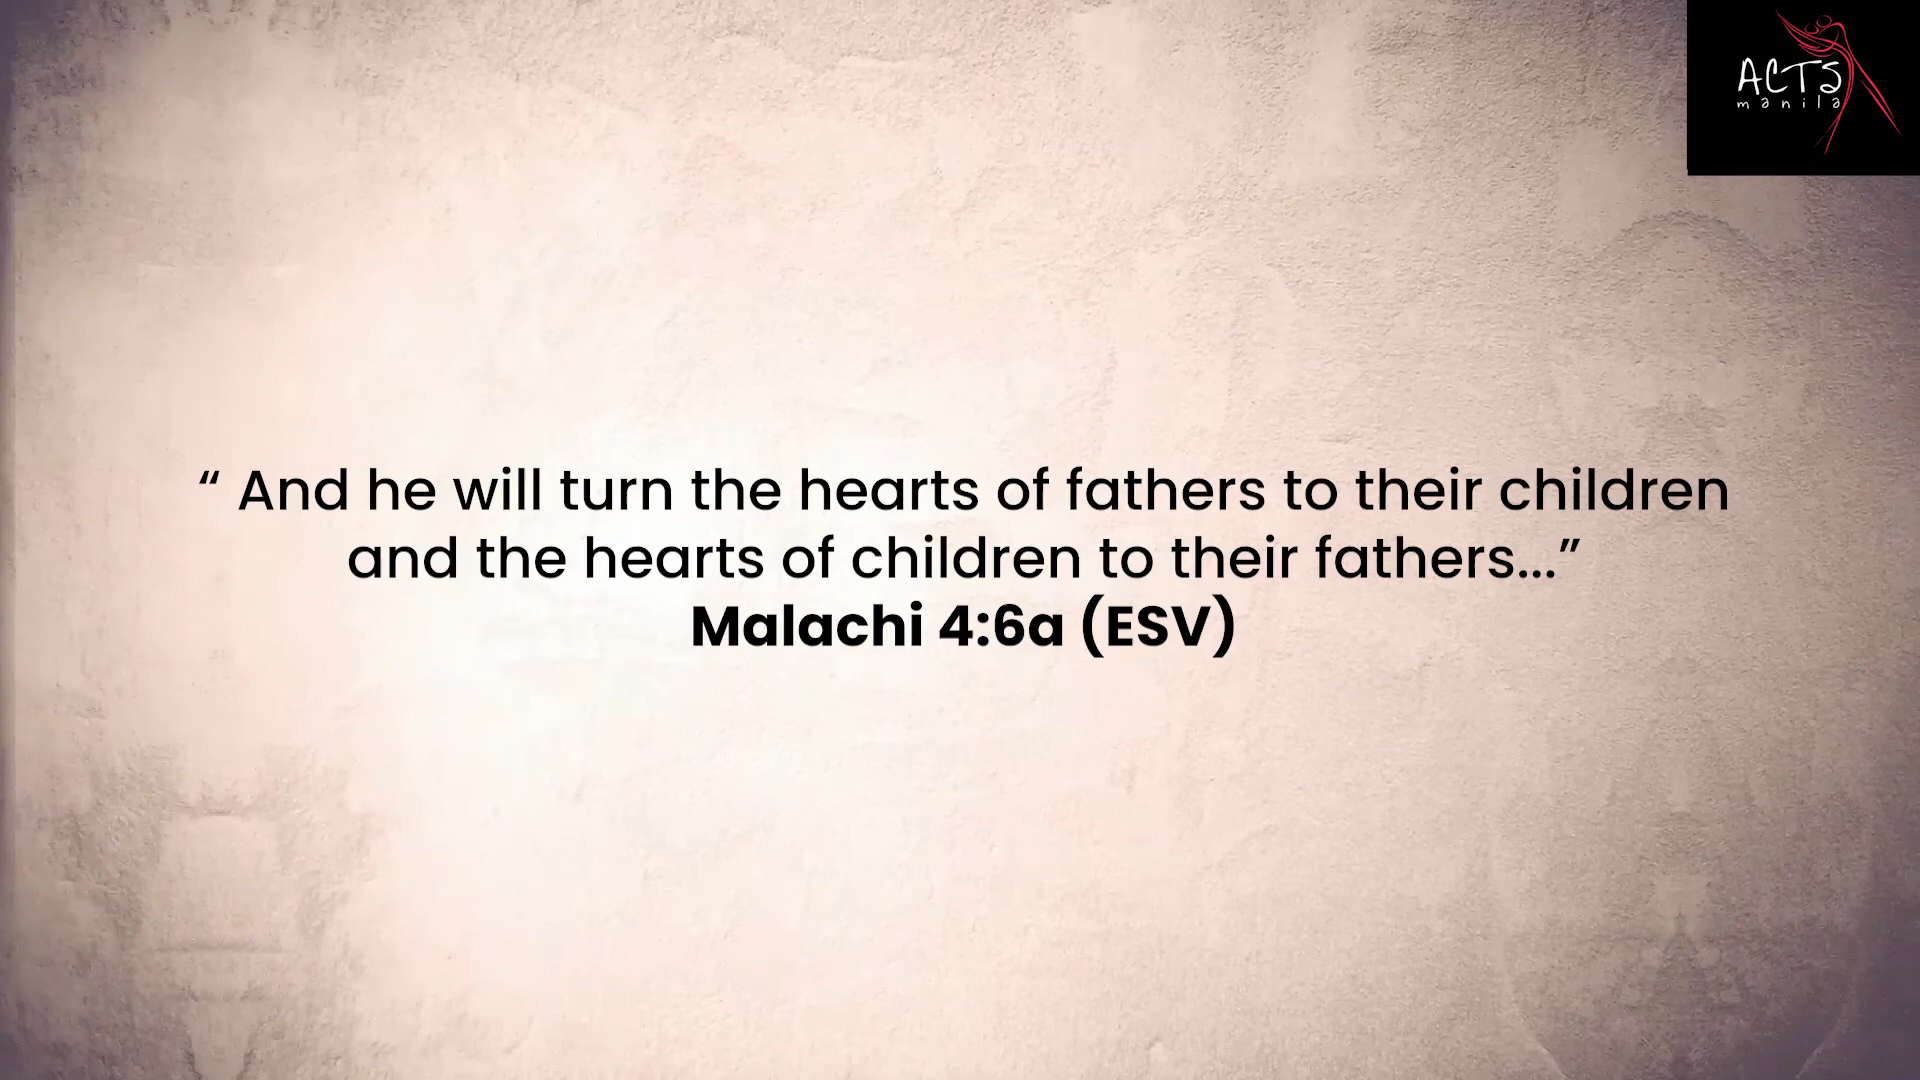 ACTS
manila
“ And he will turn the hearts of fathers to their children
and the hearts of children to their fathers...”
Malachi 4:6a (ESV)